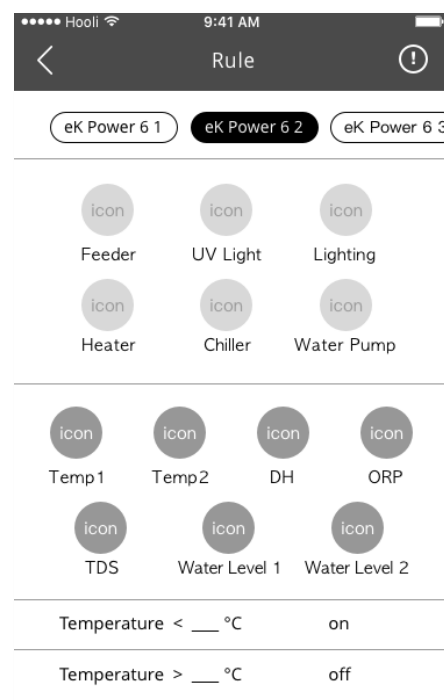 Hooli 9:41 AM
Rule
eK Power 6 1 eK Power 6 2 eK Power 6 3
icon icon icon
Feeder UV Light Lighting
icon icon icon
Heater Chiller Water Pump
icon icon icon icon
Temp1 Temp2 DH ORP
icon icon icon
TDS Water Level 1 Water Level 2
Temperature < ___ °C on
Temperature > ___ °C off